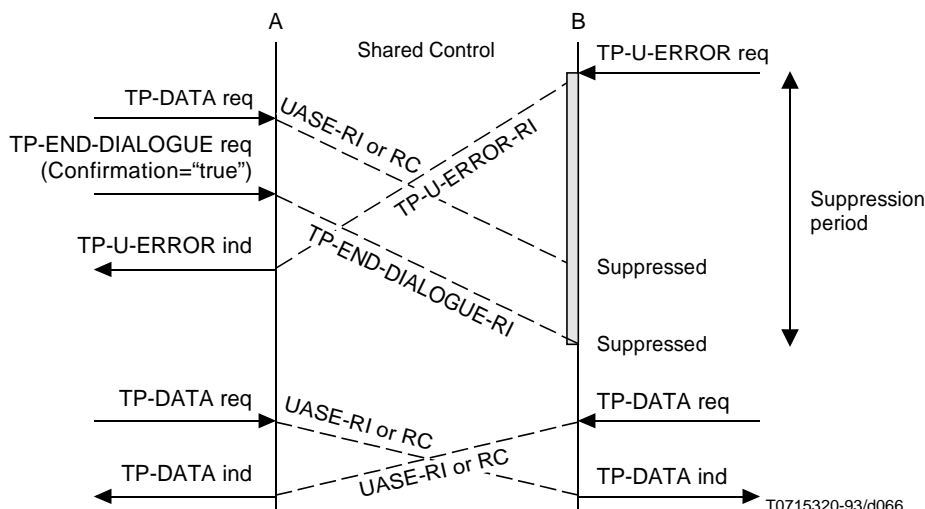 A
B
Shared Control
TP-U-ERROR req
TP-DATA req
UASE-RI or RC
TP-U-ERROR-RI
TP-END-DIALOGUE req
(Confirmation=“true”)
Suppression
period
TP-U-ERROR ind
TP-END-DIALOGUE-RI
Suppressed
Suppressed
TP-DATA req
UASE-RI or RC
TP-DATA req
TP-DATA ind
UASE-RI or RC
TP-DATA ind
T0715320-93/d066